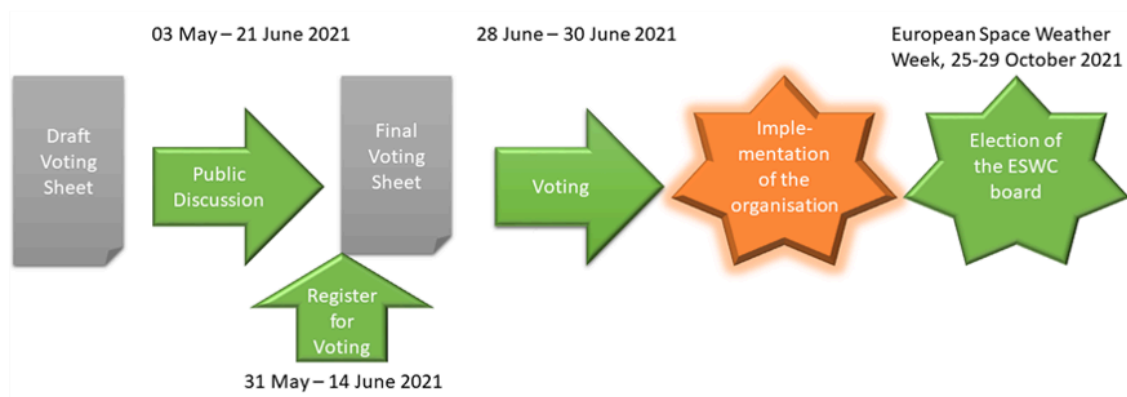 03 May – 21 June 2021
28 June – 30 June 2021
European Space Weather
Week, 25-29 October 2021
Draft
Voting
Sheet
Public
Discussion
Final
Voting
Sheet
Voting
Imple-
mentation
of the
organisation
Election of
the ESWC
board
Register
for
Voting
31 May – 14 June 2021